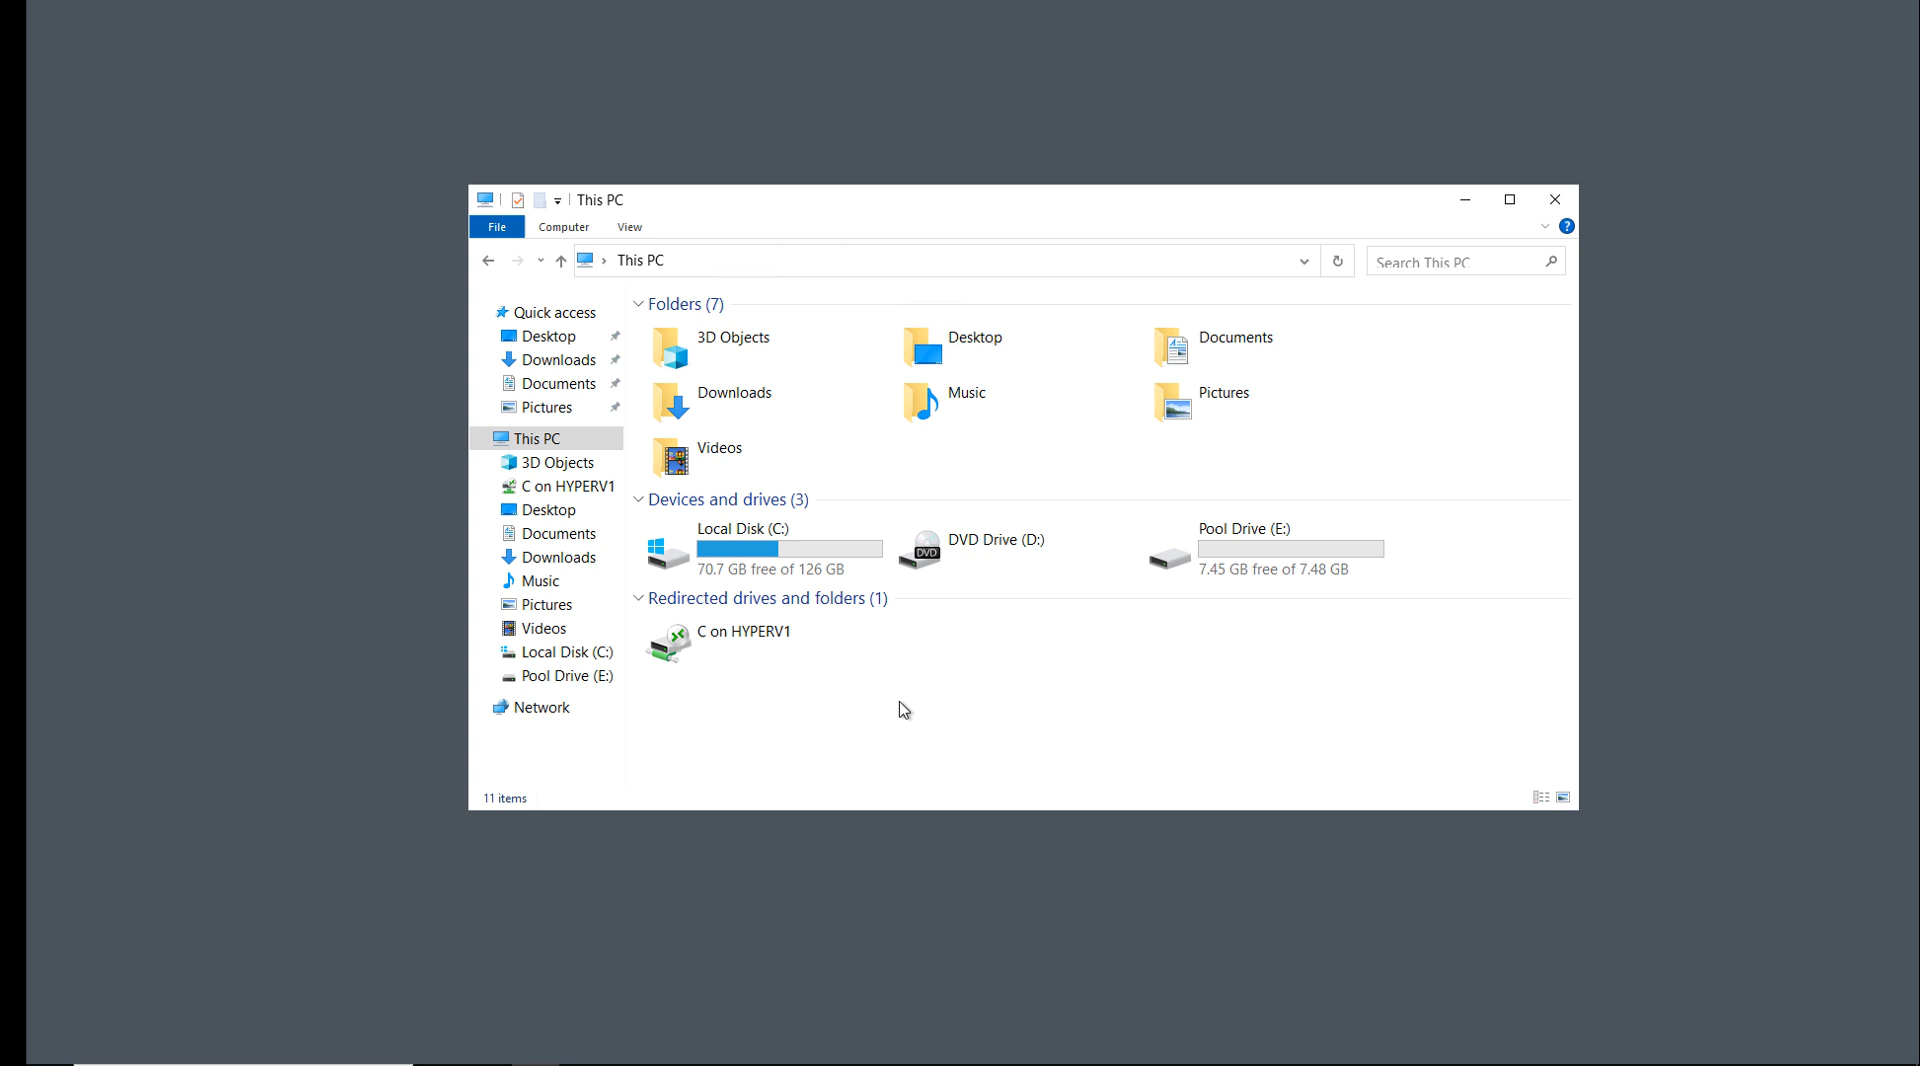 This PC
File Computer View
This PC
Search This PC
Quick access
Desktop
Downloads
Documents
Pictures
This PC
3D Objects
C on HYPERV1
Desktop
Documents
Downloads
Music
Pictures
Videos
Local Disk (C:)
Pool Drive (E:)
Network
Folders (7)
3D Objects
Desktop
Documents
Downloads
Music
Pictures
Videos
Devices and drives (3)
Local Disk (C:)
70.7 GB free of 126 GB
DVD
DVD Drive (D:)
Pool Drive (E:)
7.45 GB free of 7.48 GB
Redirected drives and folders (1)
C on HYPERV1
11 items